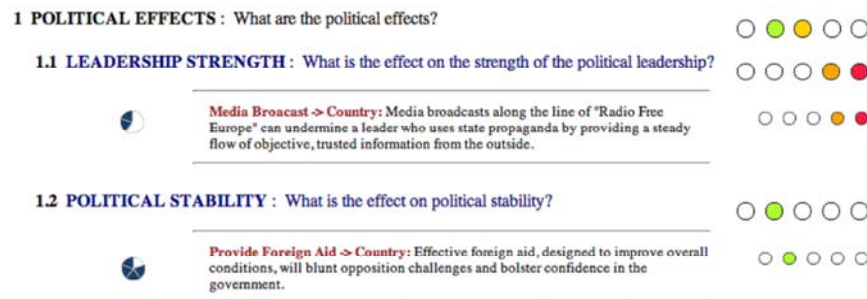 1 POLITICAL EFFECTS : What are the political effects?
1.1 LEADERSHIP STRENGTH : What is the effect on the strength of the political leadership?
Media Broacast -> Country: Media broadcasts along the line of "Radio Free
Europe" can undermine a leader who uses state propaganda by providing a steady
flow of objective, trusted information from the outside.
1.2 POLITICAL STABILITY : What is the effect on political stability?
Provide Foreign Aid -> Country: Effective foreign aid, designed to improve overall
conditions, will blunt opposition challenges and bolster confidence in the
government.